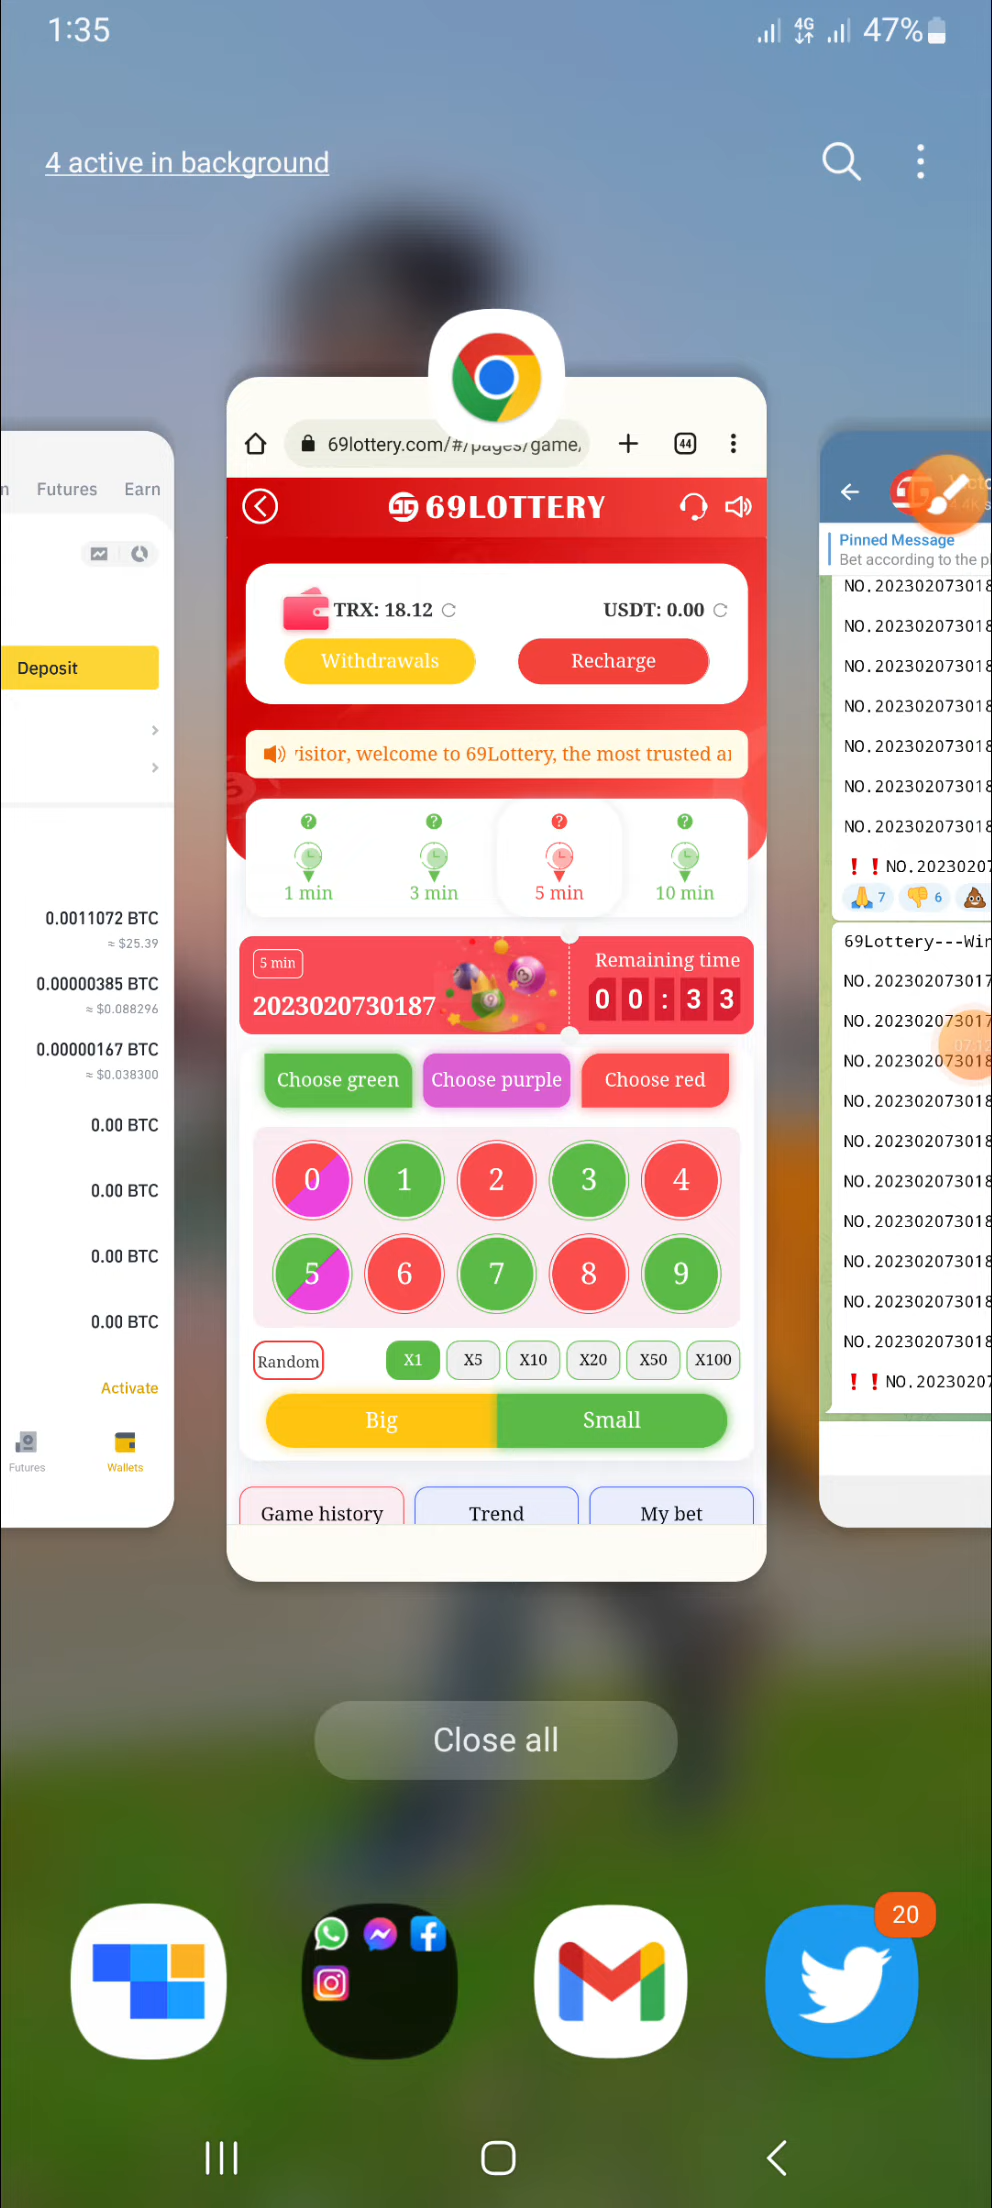 1:35
4G
47%
4 active in background
Futures Earn
Deposit
0.0011072 BTC
≈ $25.39
0.00000385 BTC
≈ $0.088296
0.00000167 BTC
≈ $0.038300
0.00 BTC
0.00 BTC
0.00 BTC
0.00 BTC
Activate
Futures
Wallets
69lottery.com/#/pages/game/
44
69LOTTERY
TRX: 18.12
USDT: 0.00
Withdrawals
Recharge
isitor, welcome to 69Lottery, the most trusted
1 min
3 min
5 min
10 min
5 min
2023020730187
Remaining time
0 0 : 3 3
Choose green
Choose purple
Choose red
0 1 2 3 4
5 6 7 8 9
Random
X1
X5
X10
X20
X50
X100
Big
Small
Game history
Trend
My bet
Pinned Message
Bet according to the
NO.202302073018
NO.202302073018
NO.202302073018
NO.202302073018
NO.202302073018
NO.202302073018
NO.202302073018
❗❗NO.2023020
7
6
69Lottery---Win
NO.202302073017
NO.202302073017
NO.202302073018
NO.202302073018
NO.202302073018
NO.202302073018
NO.202302073018
NO.202302073018
NO.202302073018
NO.202302073018
❗❗NO.2023020
Close all
20